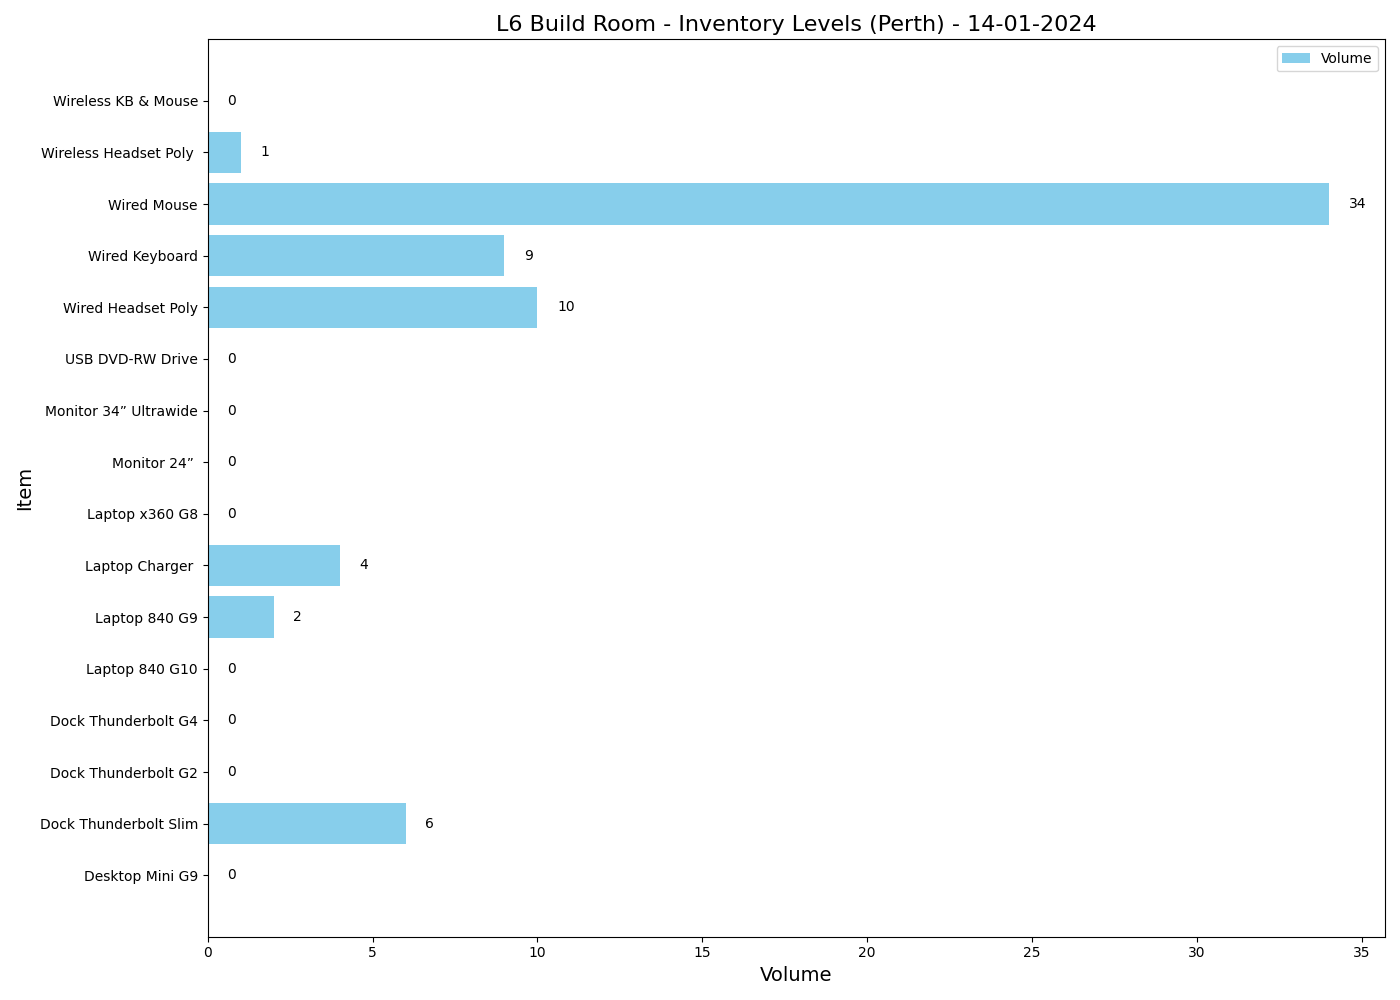 L6 Build Room - Inventory Levels (Perth) - 14-01-2024
Volume
Wireless KB & Mouse 0
Wireless Headset Poly 1
Wired Mouse 34
Wired Keyboard 9
Wired Headset Poly 10
USB DVD-RW Drive 0
Monitor 34” Ultrawide 0
Monitor 24” 0
Laptop x360 G8 0
Laptop Charger 4
Laptop 840 G9 2
Laptop 840 G10 0
Dock Thunderbolt G4 0
Dock Thunderbolt G2 0
Dock Thunderbolt Slim 6
Desktop Mini G9 0
Item
0 5 10 15 20 25 30 35
Volume